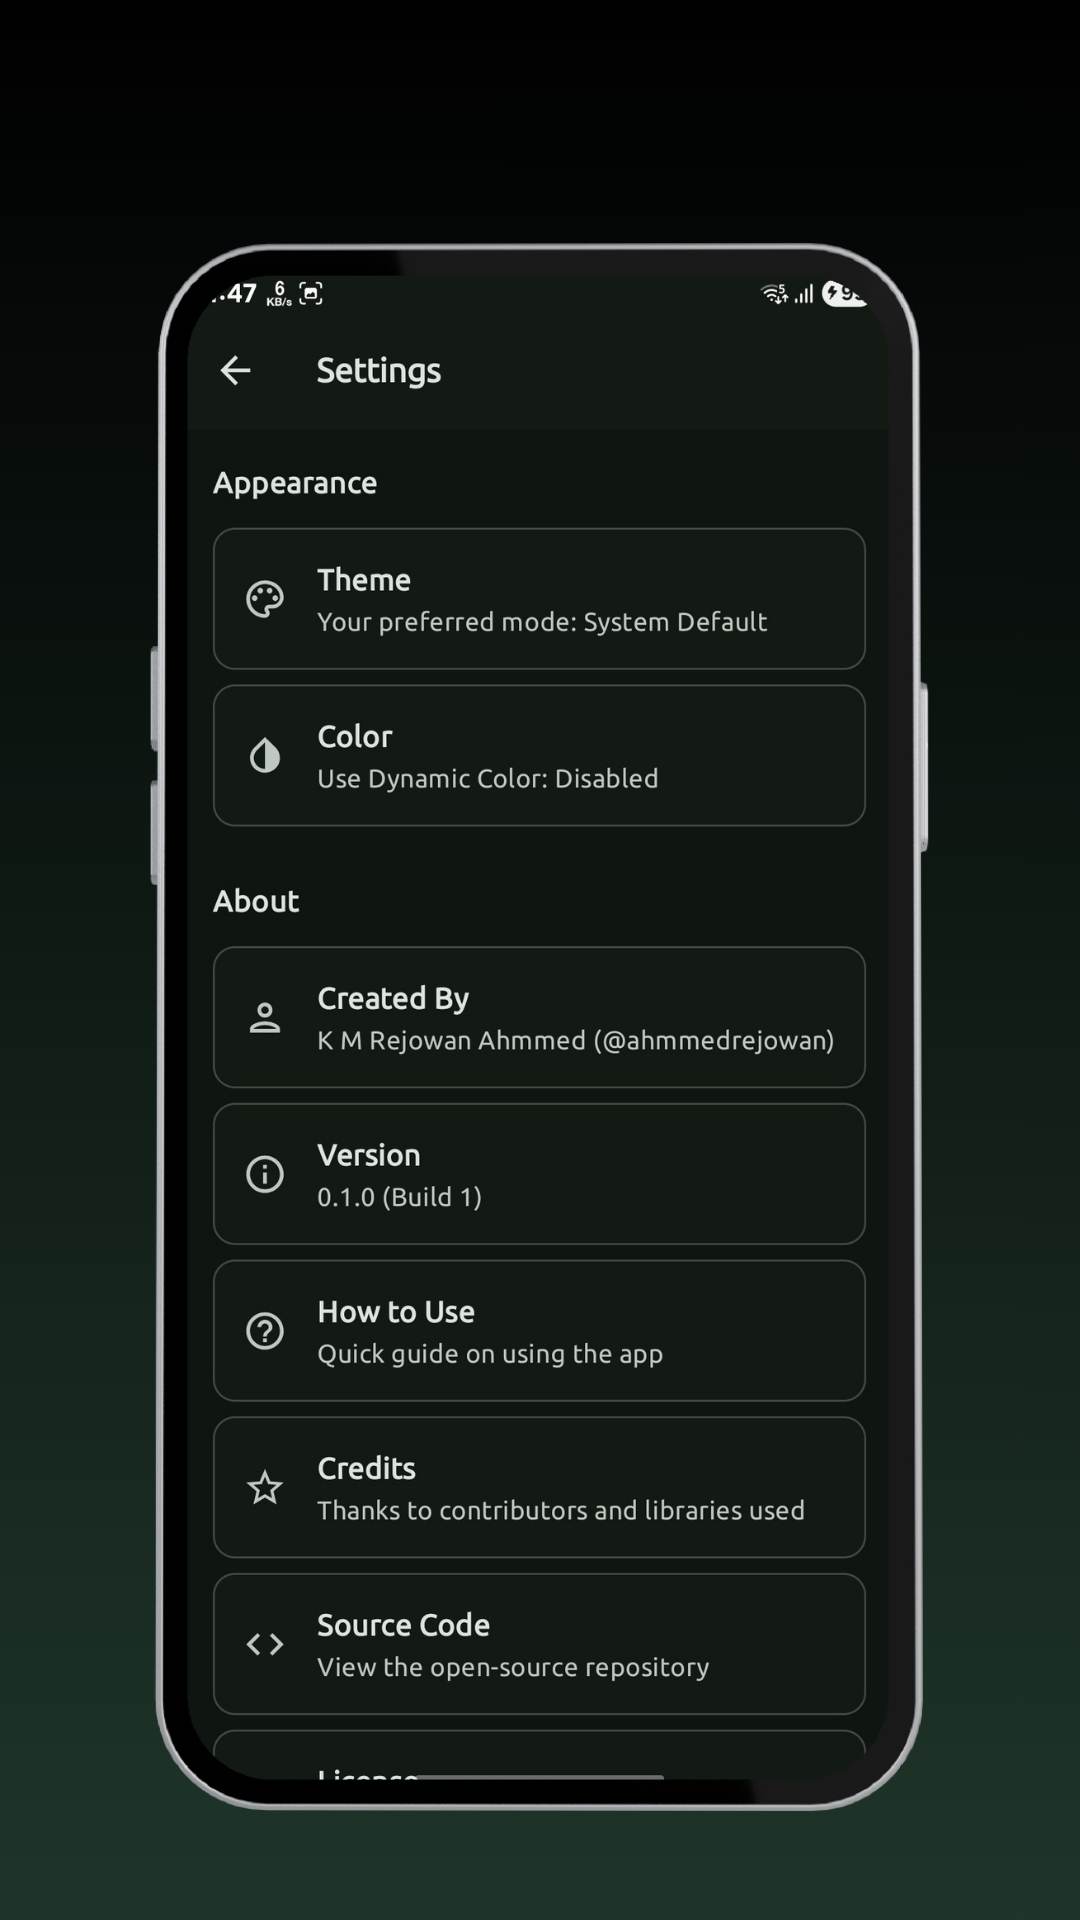 :47 6 KB/s 5
Settings
Appearance
Theme
Your preferred mode: System Default
Color
Use Dynamic Color: Disabled
About
Created By
K M Rejowan Ahmmed (@ahmmedrejowan)
Version
0.1.0 (Build 1)
How to Use
Quick guide on using the app
Credits
Thanks to contributors and libraries used
Source Code
View the open-source repository
License